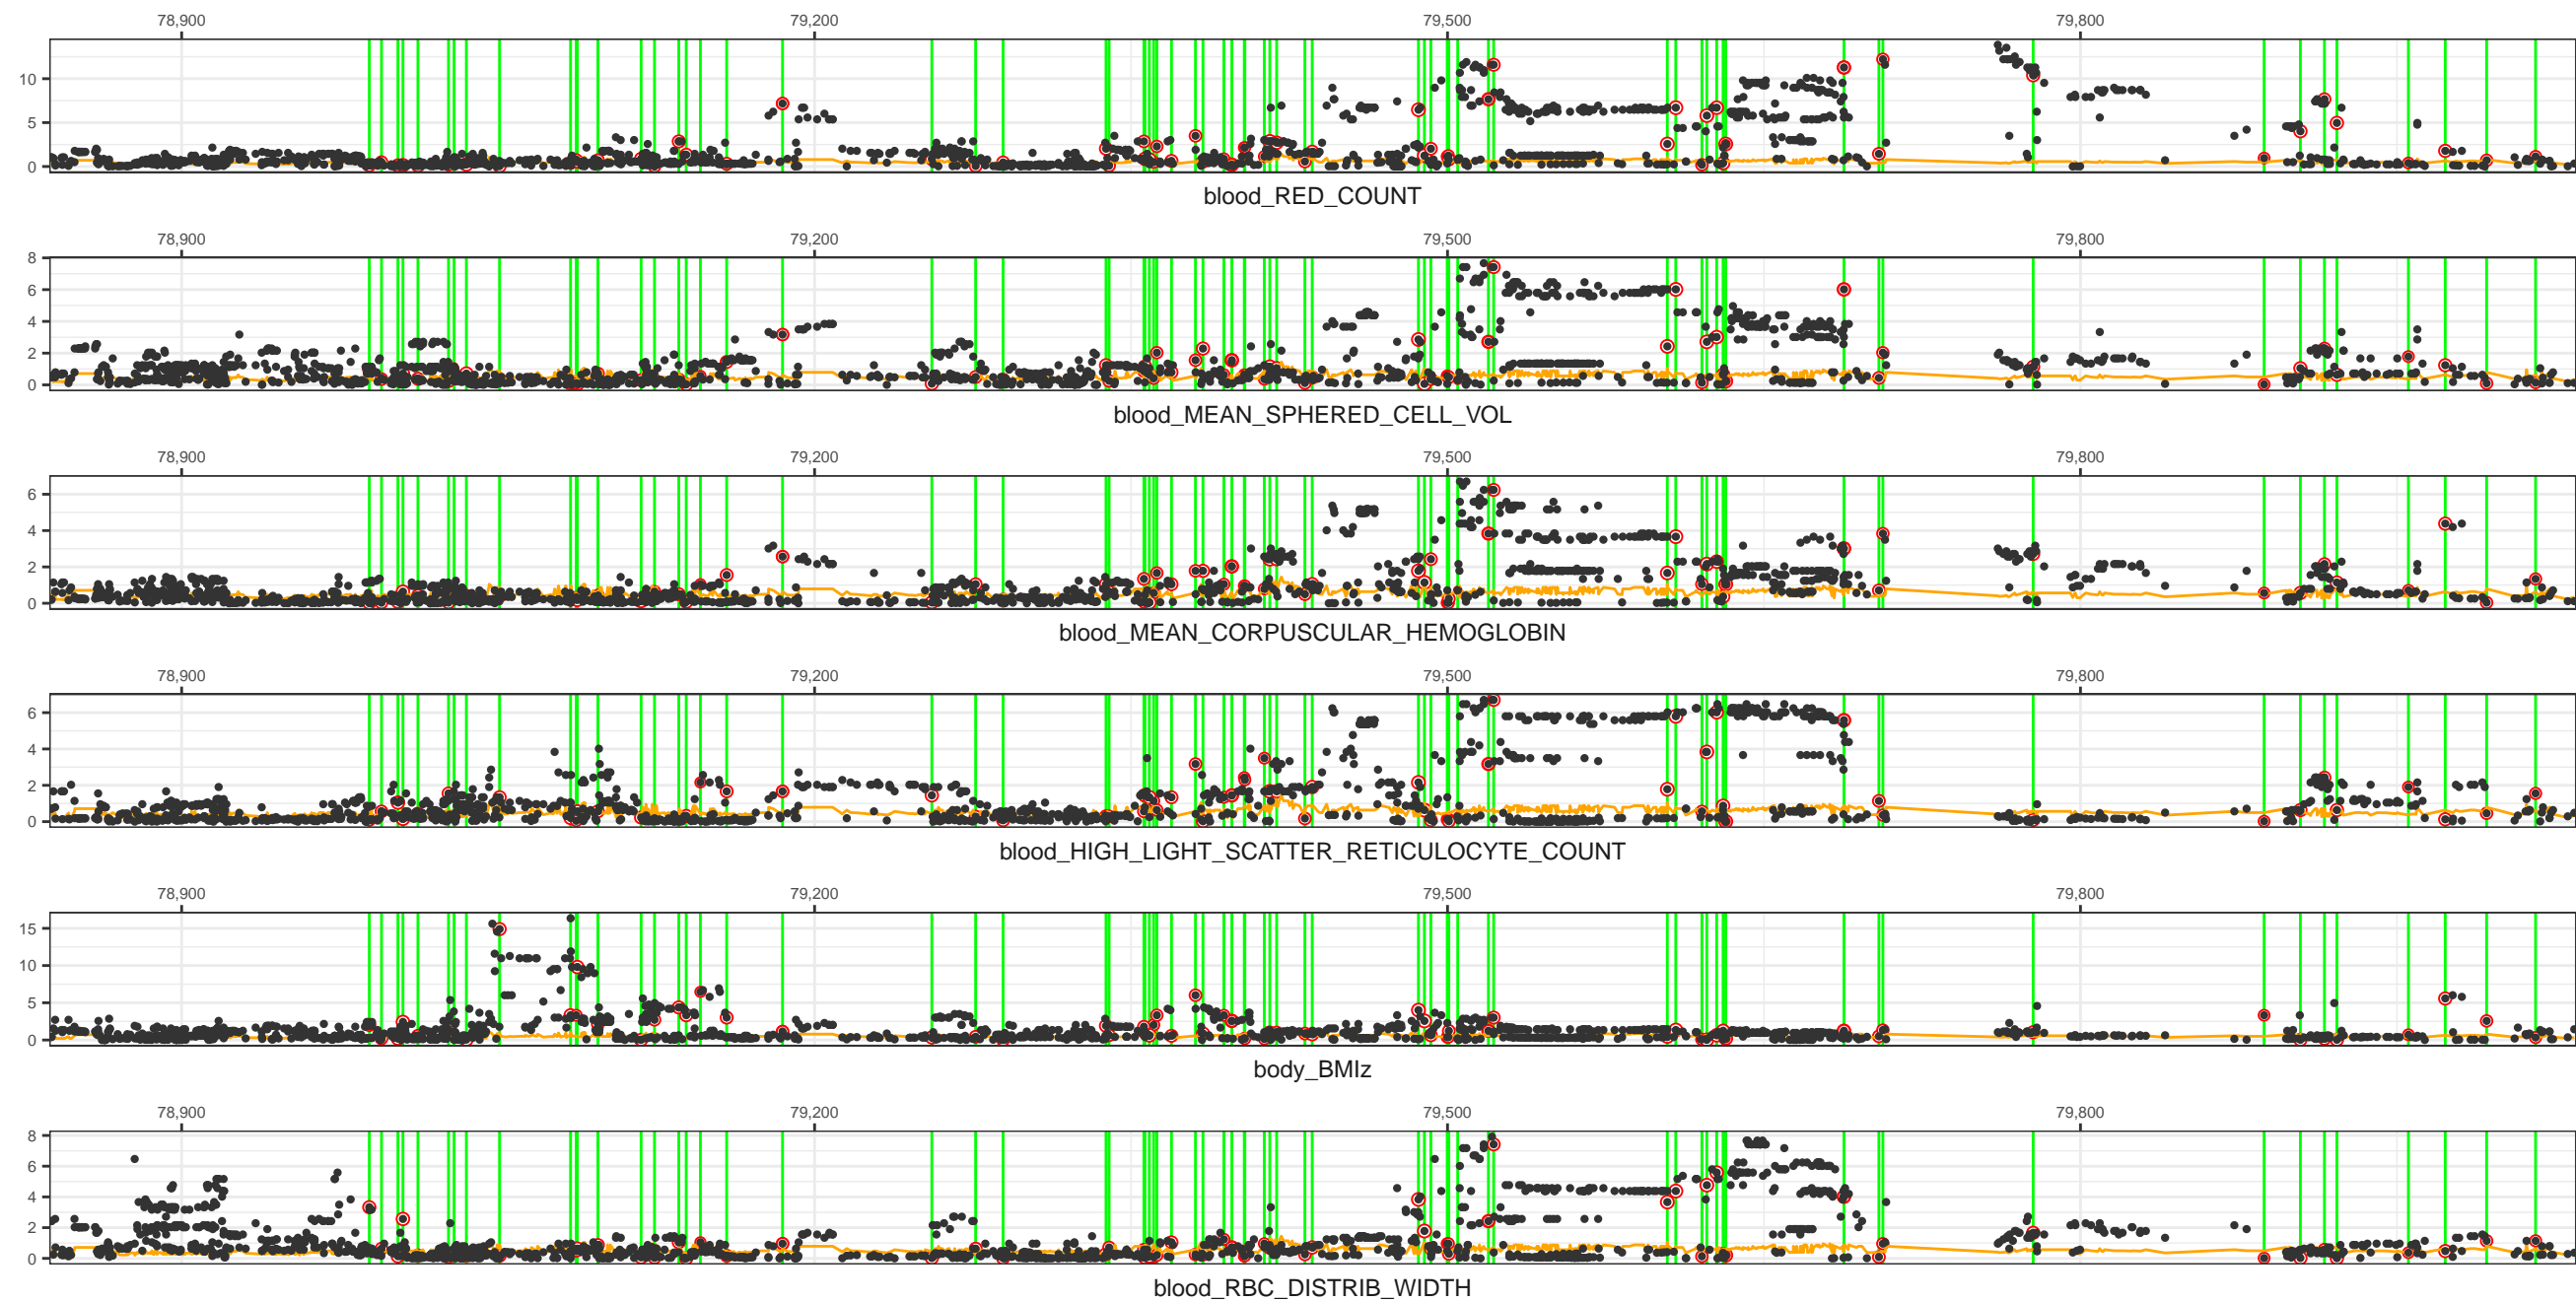 78,900 79,200 79,500 79,800
10
5
0
blood_RED_COUNT
78,900 79,200 79,500 79,800
8
6
4
2
0
blood_MEAN_SPHERED_CELL_VOL
78,900 79,200 79,500 79,800
6
4
2
0
blood_MEAN_CORPUSCULAR_HEMOGLOBIN
78,900 79,200 79,500 79,800
6
4
2
0
blood_HIGH_LIGHT_SCATTER_RETICULOCYTE_COUNT
78,900 79,200 79,500 79,800
15
10
5
0
body_BMIz
78,900 79,200 79,500 79,800
8
6
4
2
0
blood_RBC_DISTRIB_WIDTH